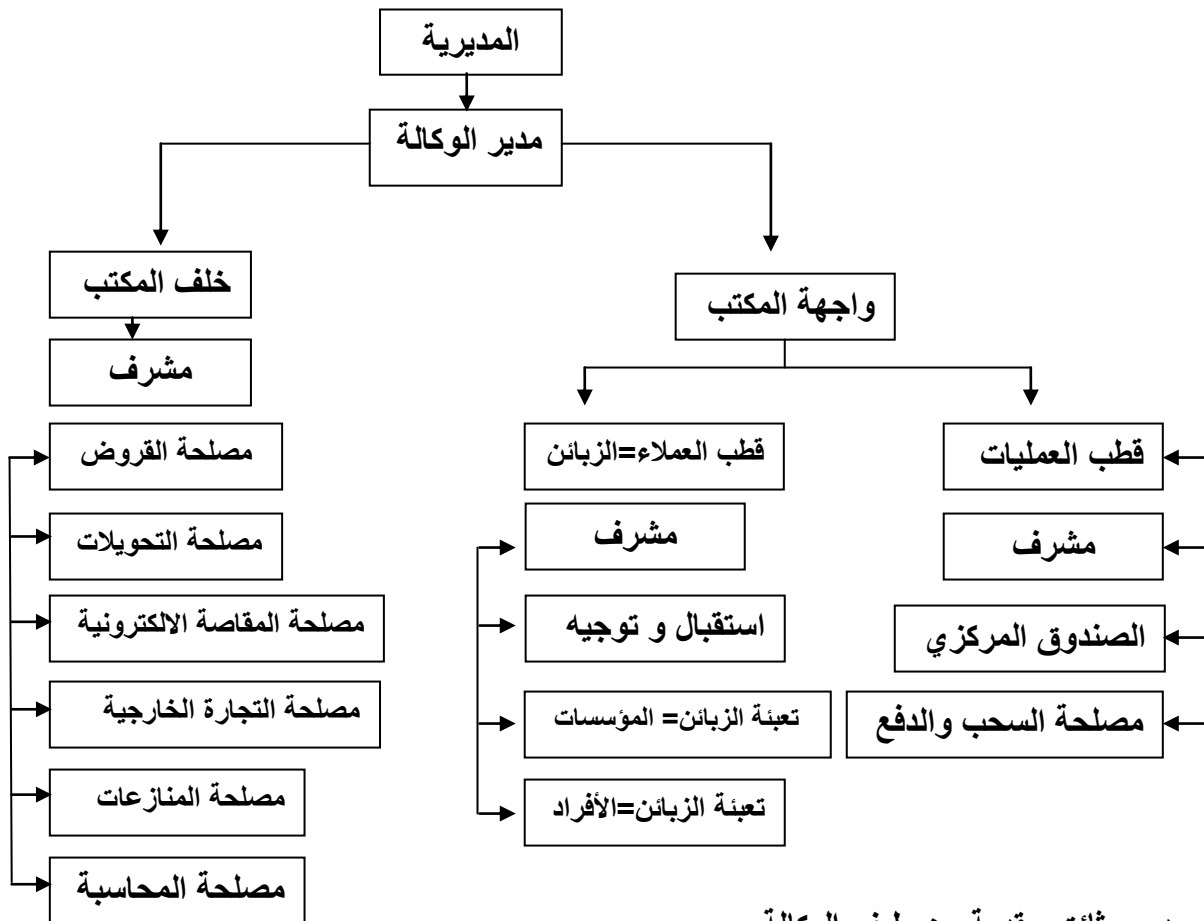 المديرية
مدير الوكالة
واجهة المكتب
خلف المكتب
مشرف
قطب العمليات
مشرف
الصندوق المركزي
مصلحة السحب والدفع
قطب العملاء=الزبائن
مشرف
استقبال و توجيه
تعبئة الزبائن= المؤسسات
تعبئة الزبائن=الأفراد
مصلحة القروض
مصلحة التحويلات
مصلحة المقاصة الالكترونية
مصلحة التجارة الخارجية
مصلحة المنازعات
مصلحة المحاسبة